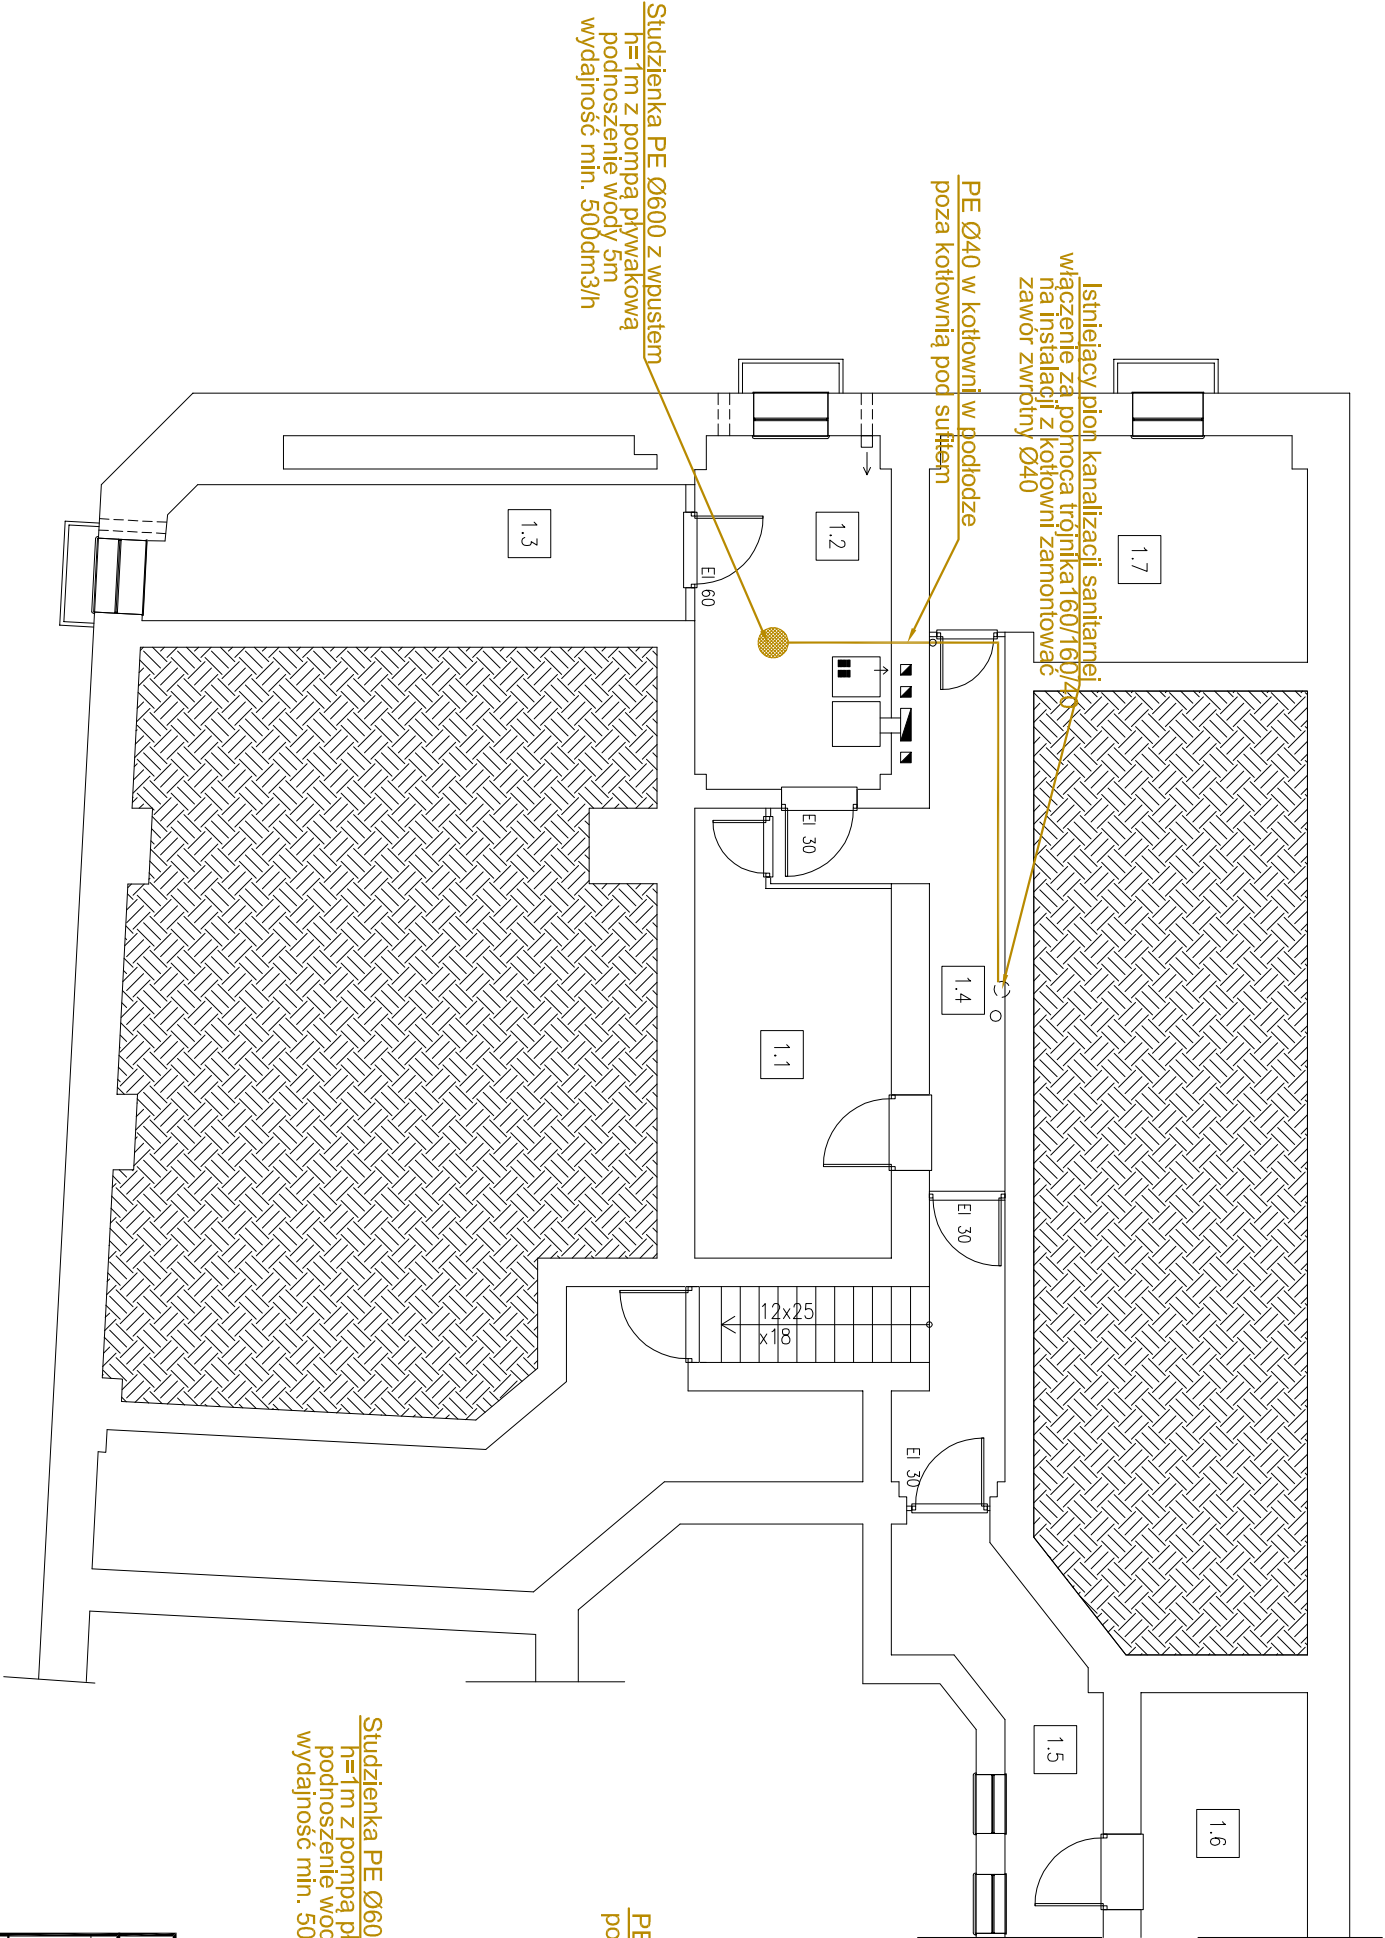 Istniejący pion kanalizacji sanitarnej
włączenie za pomoca trójnika160/160/40
na instalacji z kotłowni zamontować
zawór zwrotny Ø40
PE Ø40 w kotłowni w podłodze
poza kotłownią pod sufitem
Studzienka PE Ø600 z wpustem
h=1m z pompą pływakową
podnoszenie wody 5m
wydajność min. 500dm3/h
1.7
1.2
1.3
EI 60
EI 30
1.4
1.1
EI 30
12x25
x18
EI 30
1.5
1.6
Studzienka PE Ø60
h=1m z pompą
podnoszenie
wydajność min. 50
PE
po